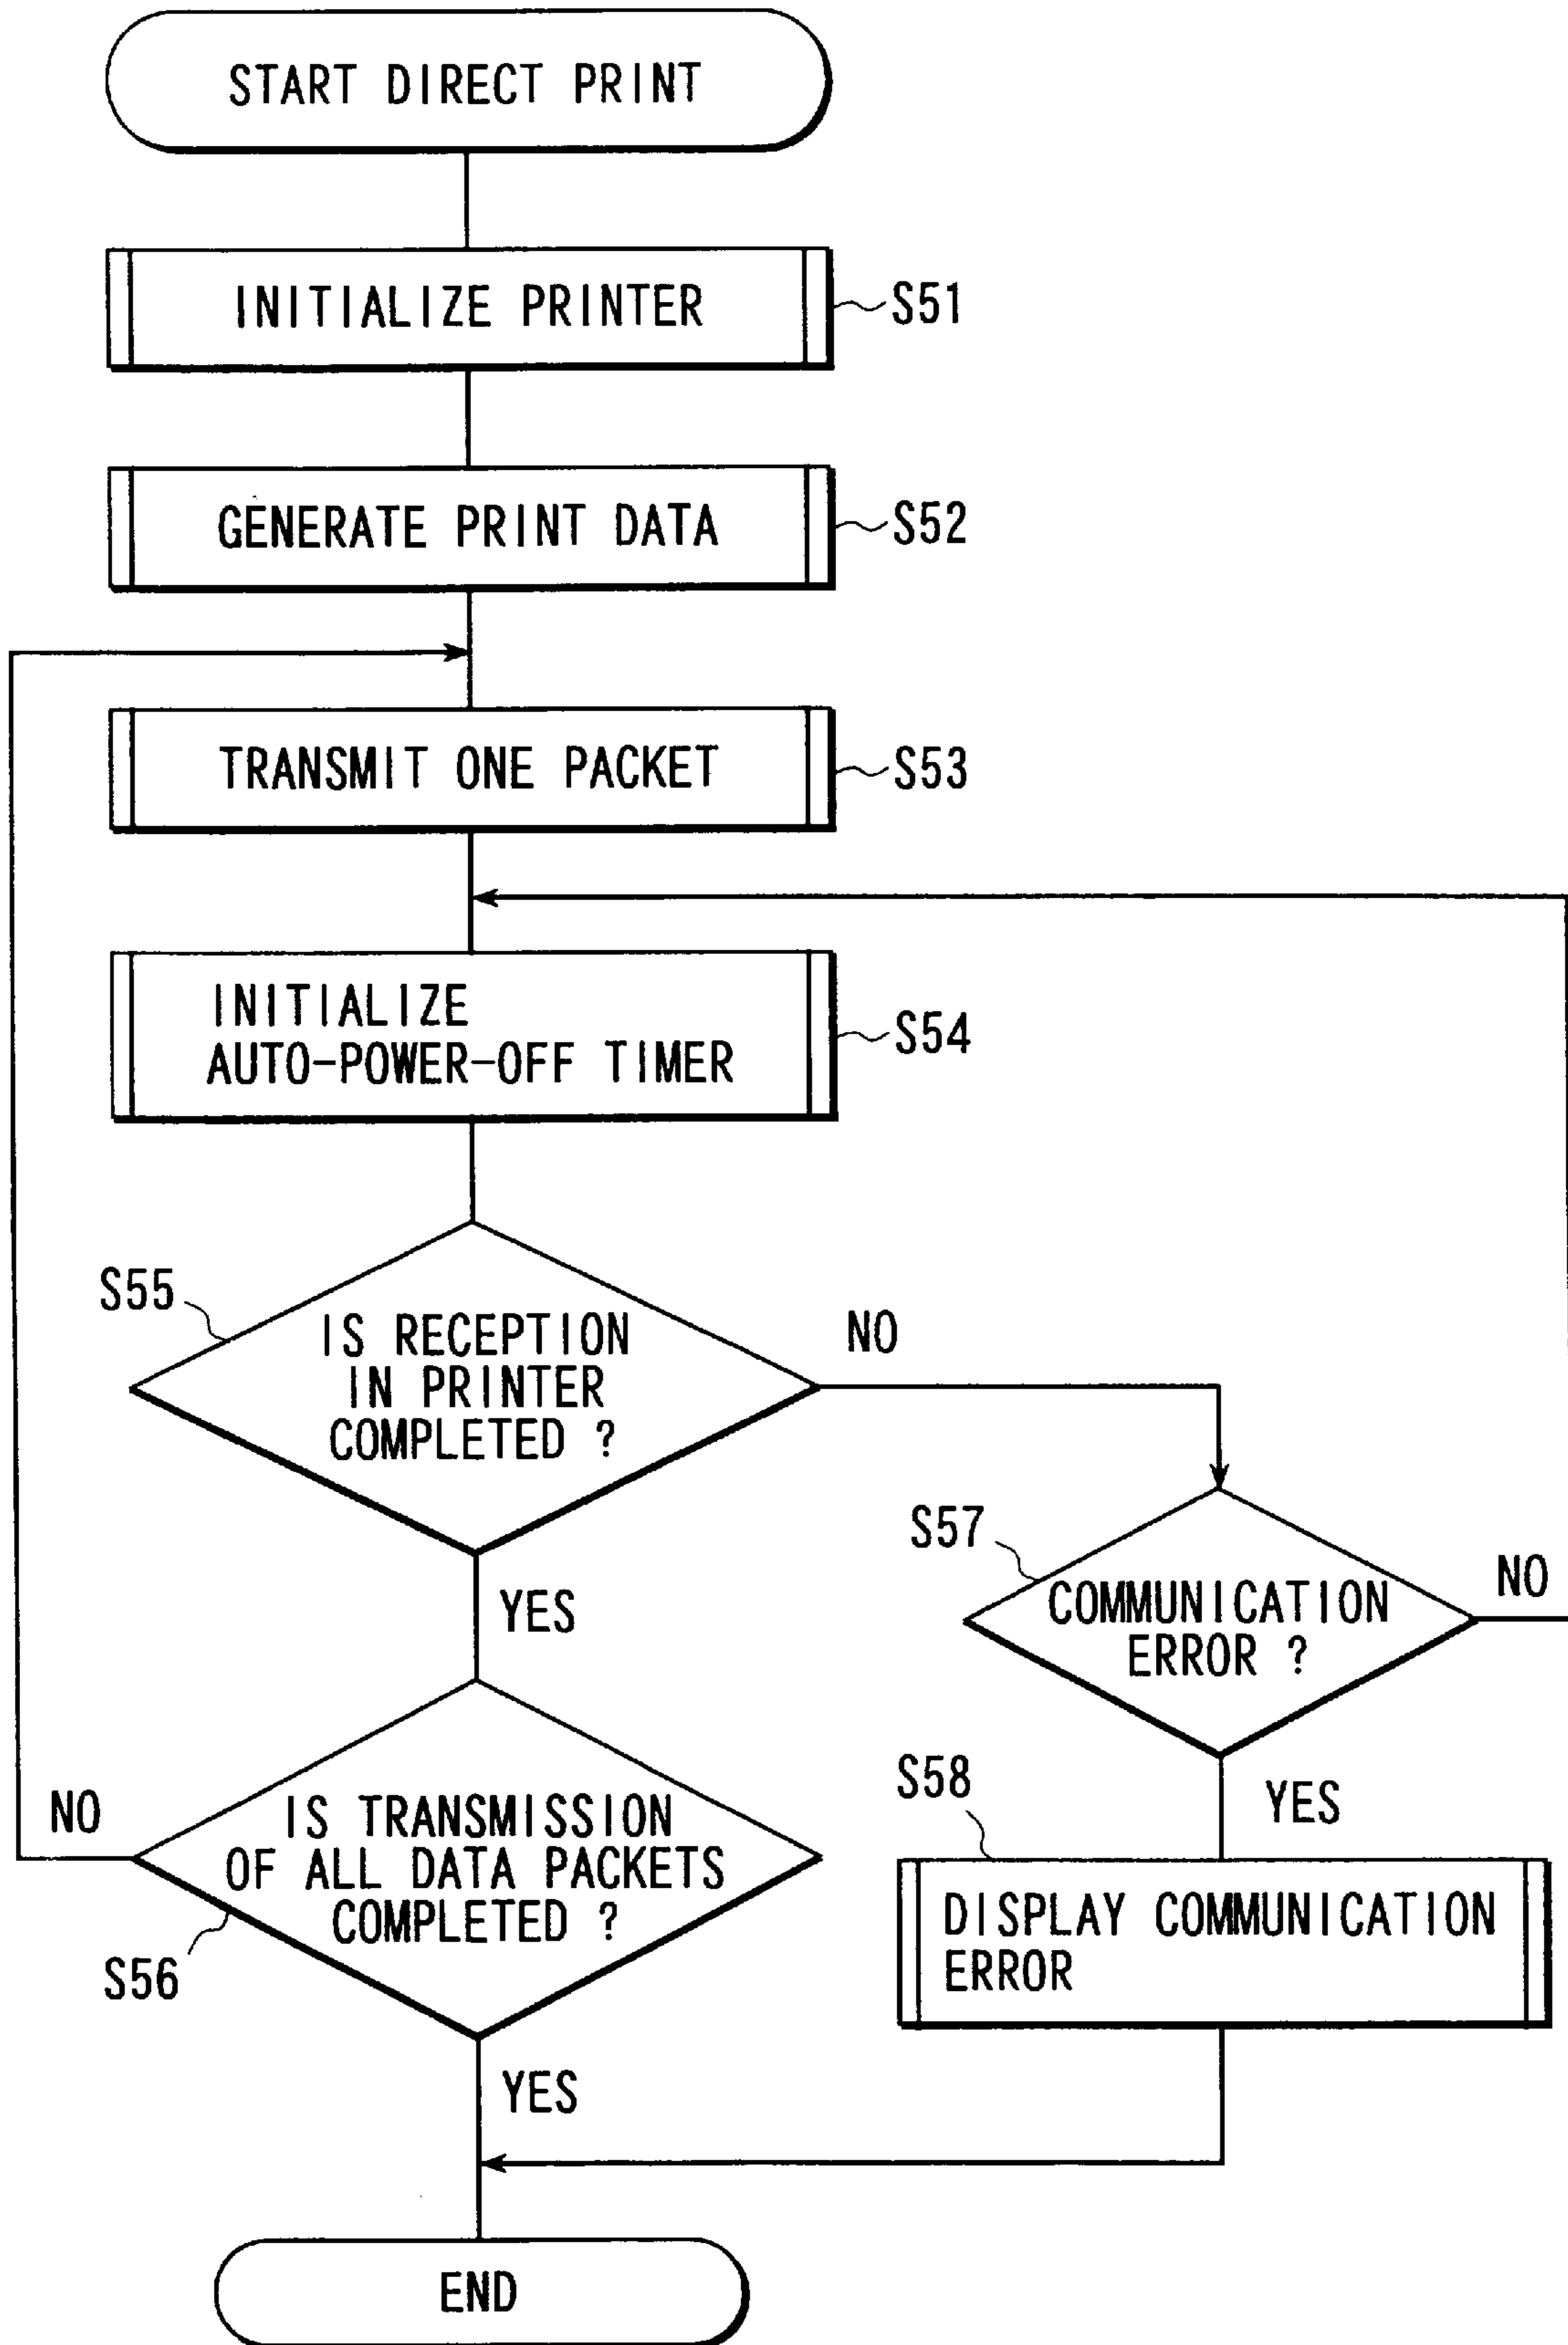 START DIRECT PRINT
INITIALIZE PRINTER
S51
GENERATE PRINT DATA
S52
TRANSMIT ONE PACKET
S53
INITIALIZE
AUTO-POWER-OFF TIMER
S54
S55
IS RECEPTION
IN PRINTER
COMPLETED ?
NO
YES
S57
COMMUNICATION
ERROR ?
NO
YES
S58
DISPLAY COMMUNICATION
ERROR
NO
IS TRANSMISSION
OF ALL DATA PACKETS
COMPLETED ?
S56
YES
END